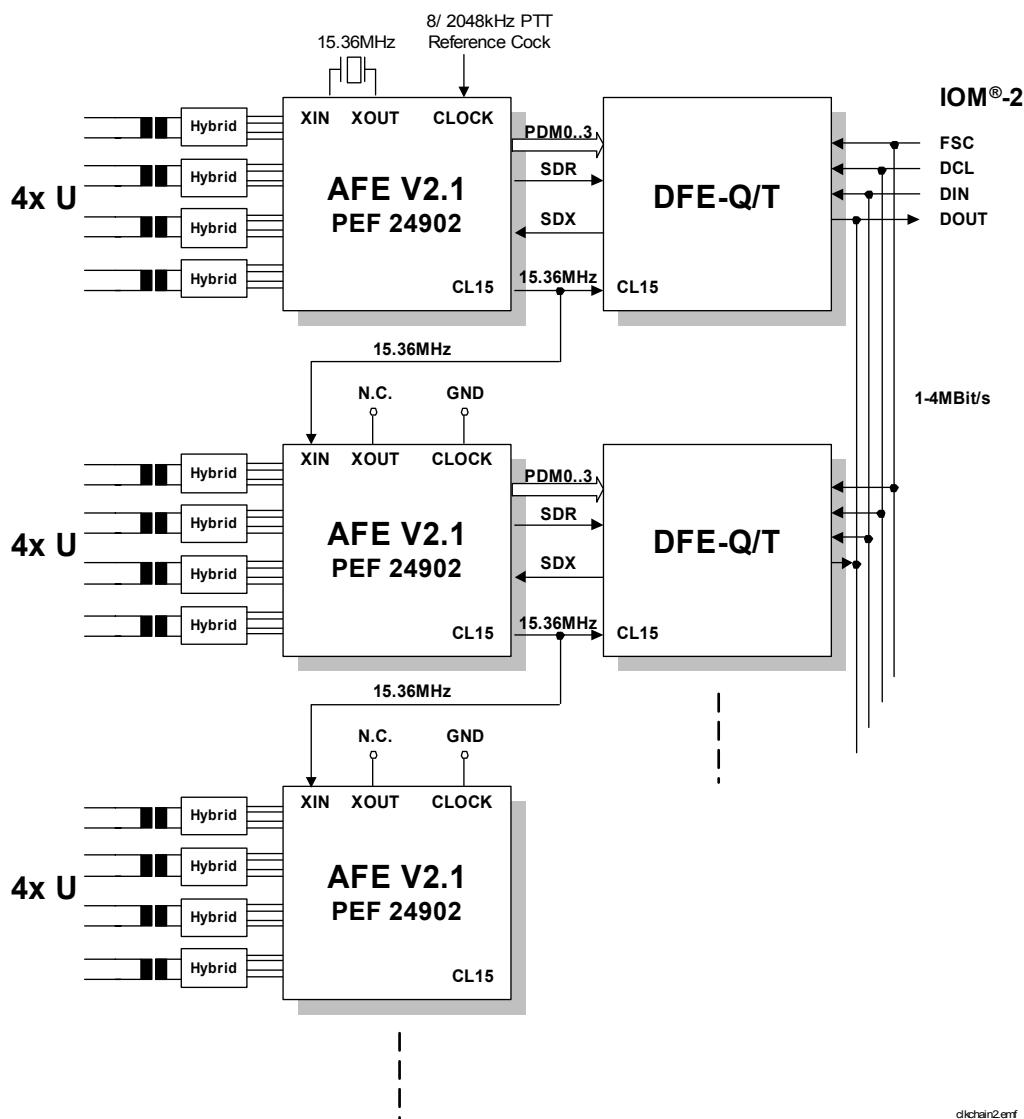 8/ 2048kHz PTT
Reference Cock
15.36MHz
IOM®-2
XIN XOUT CLOCK
Hybrid
Hybrid
Hybrid
Hybrid
4x U
AFE V2.1
PEF 24902
CL15
PDM0..3
SDR
SDX
15.36MHz
DFE-Q/T
CL15
FSC
DCL
DIN
DOUT
15.36MHz
1-4MBit/s
N.C. GND
XIN XOUT CLOCK
Hybrid
Hybrid
Hybrid
Hybrid
4x U
AFE V2.1
PEF 24902
CL15
PDM0..3
SDR
SDX
15.36MHz
DFE-Q/T
CL15
15.36MHz
N.C. GND
XIN XOUT CLOCK
Hybrid
Hybrid
Hybrid
Hybrid
4x U
AFE V2.1
PEF 24902
CL15
clkchain2.emf